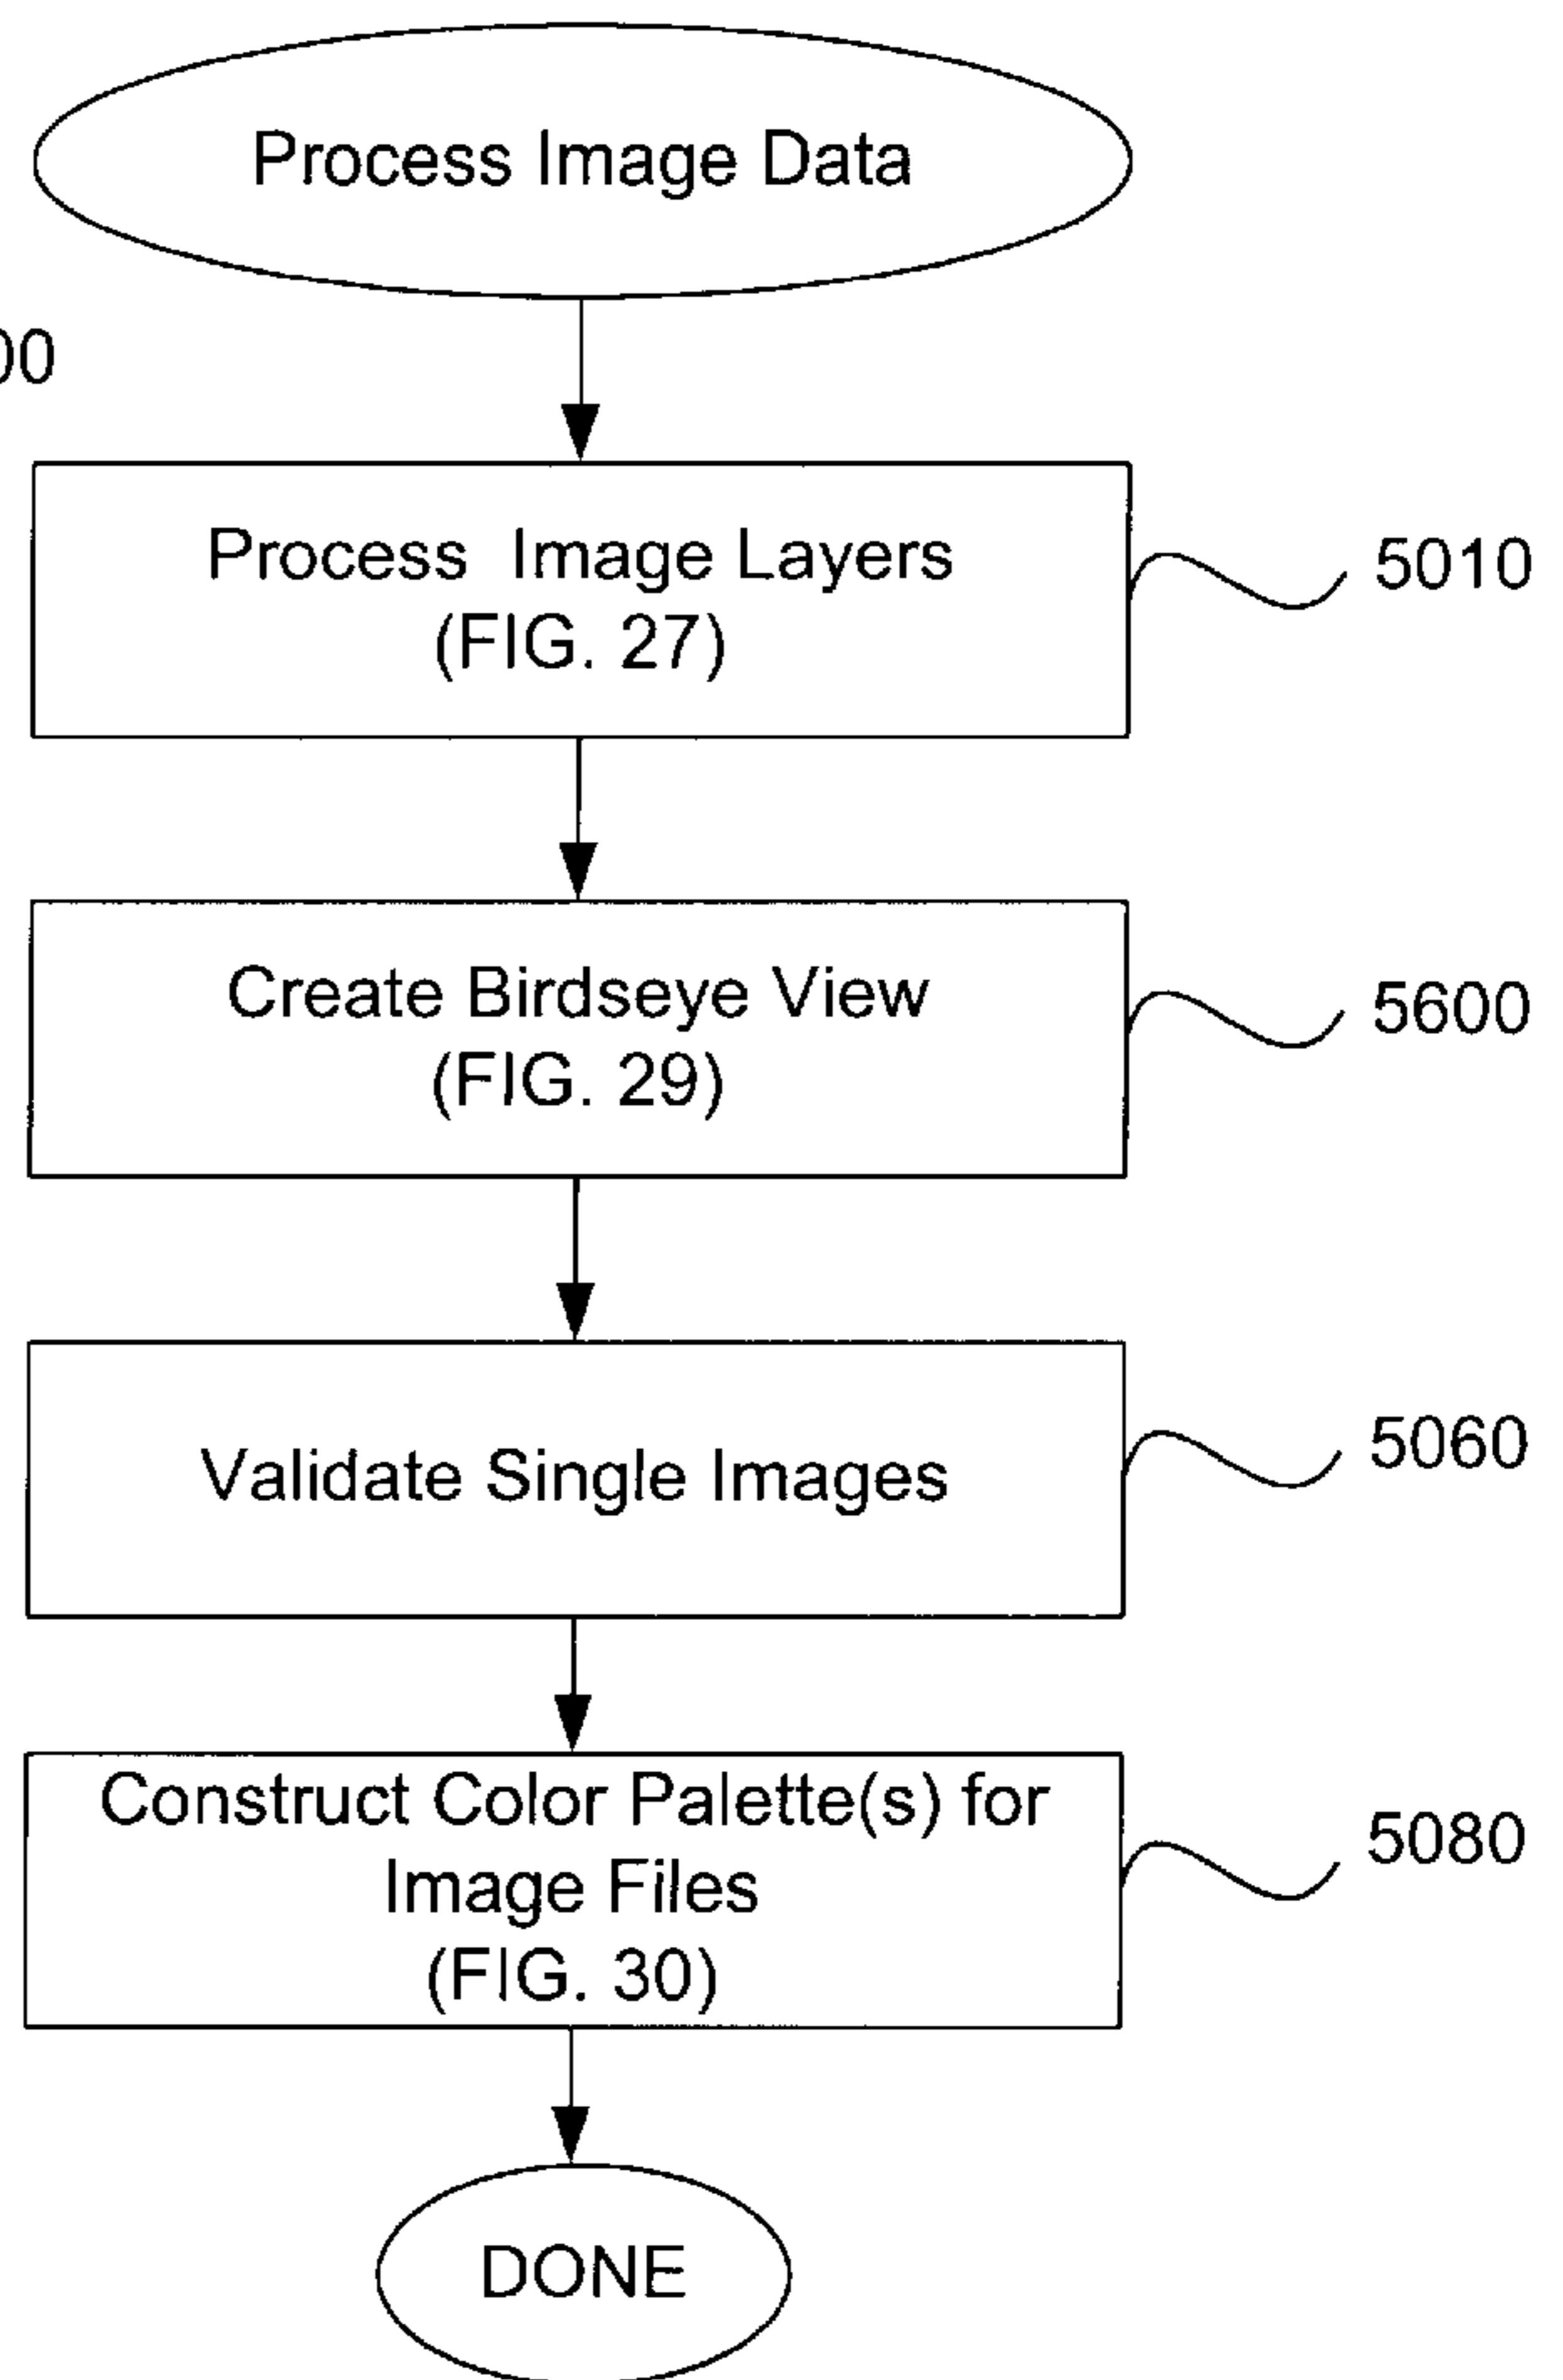 Process Image Data
Process Image Layers
(FIG. 27)
5010
Create Birdseye View
(FIG. 29)
5600
Validate Single Images
5060
Construct Color Palette(s) for
Image Files
(FIG. 30)
5080
DONE